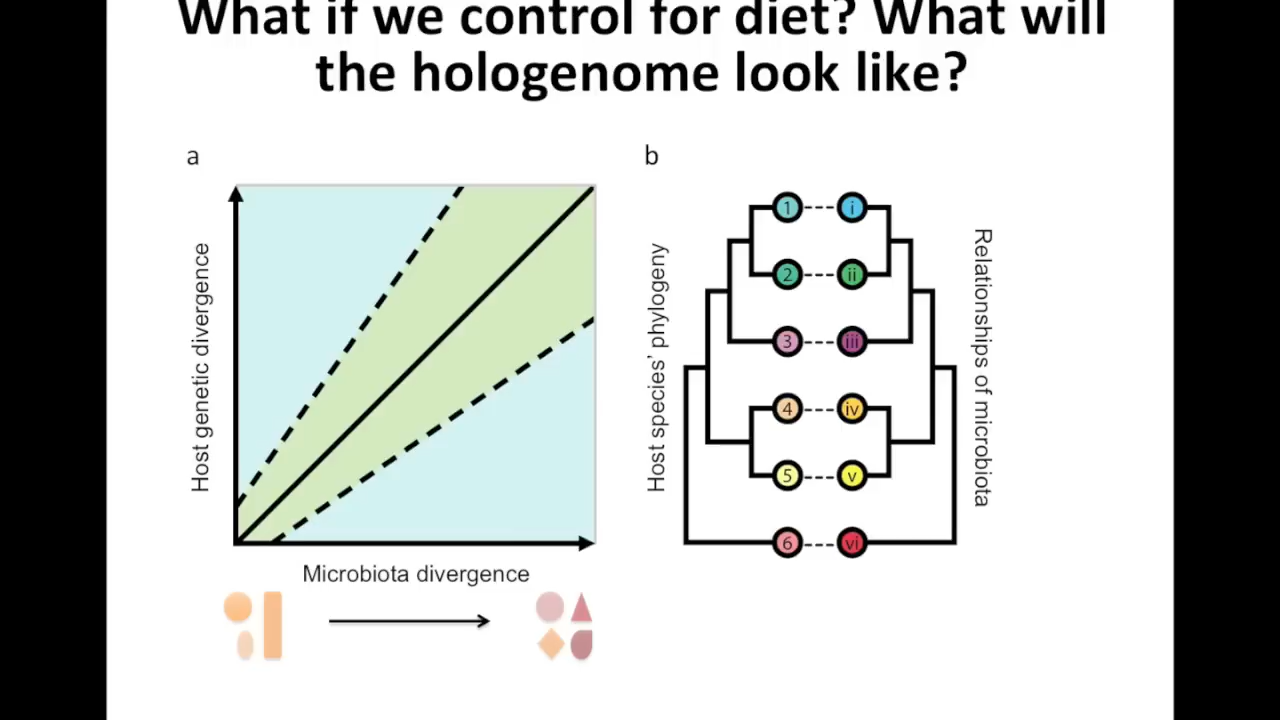 What if we control for diet? What will
the hologenome look like?
a
Host genetic divergence
Microbiota divergence
b
Host species' phylogeny
1 i
2 ii
3 iii
4 iv
5 v
6 vi
Relationships of microbiota